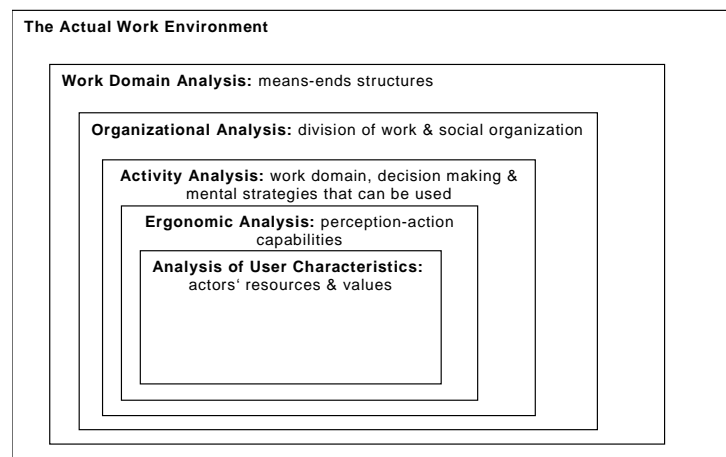 The Actual Work Environment
Work Domain Analysis: means-ends structures
Organizational Analysis: division of work & social organization
Activity Analysis: work domain, decision making &
mental strategies that can be used
Ergonomic Analysis: perception-action
capabilities
Analysis of User Characteristics:
actors‘ resources & values